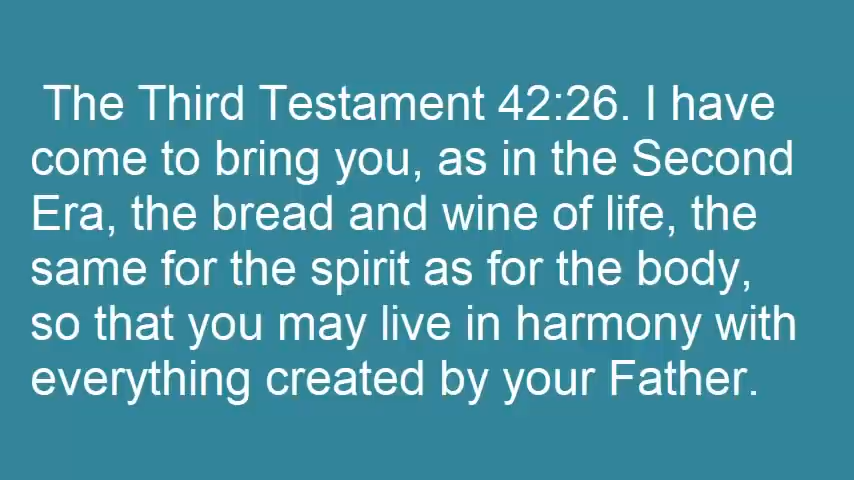 The Third Testament 42:26. I have
come to bring you, as in the Second
Era, the bread and wine of life, the
same for the spirit as for the body,
so that you may live in harmony with
everything created by your Father.